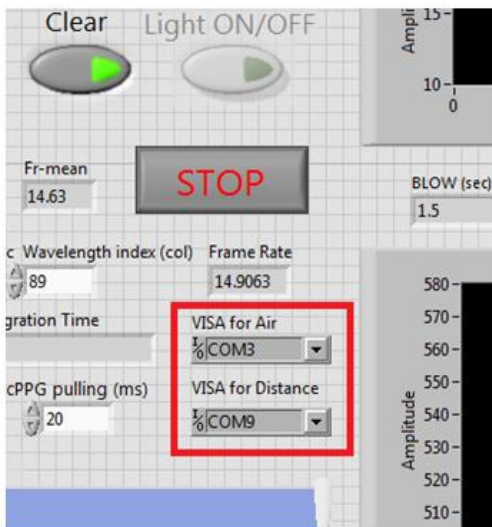 Clear Light ON/OFF
Fr-mean
14.63
STOP
BLOW (sec)
1.5
c Wavelength index (col) Frame Rate
89 14.9063
gration Time
VISA for Air
COM3
cPPG pulling (ms)
20
VISA for Distance
COM9
15
10
0
580
570
560
550
540
530
520
510
Amplitude